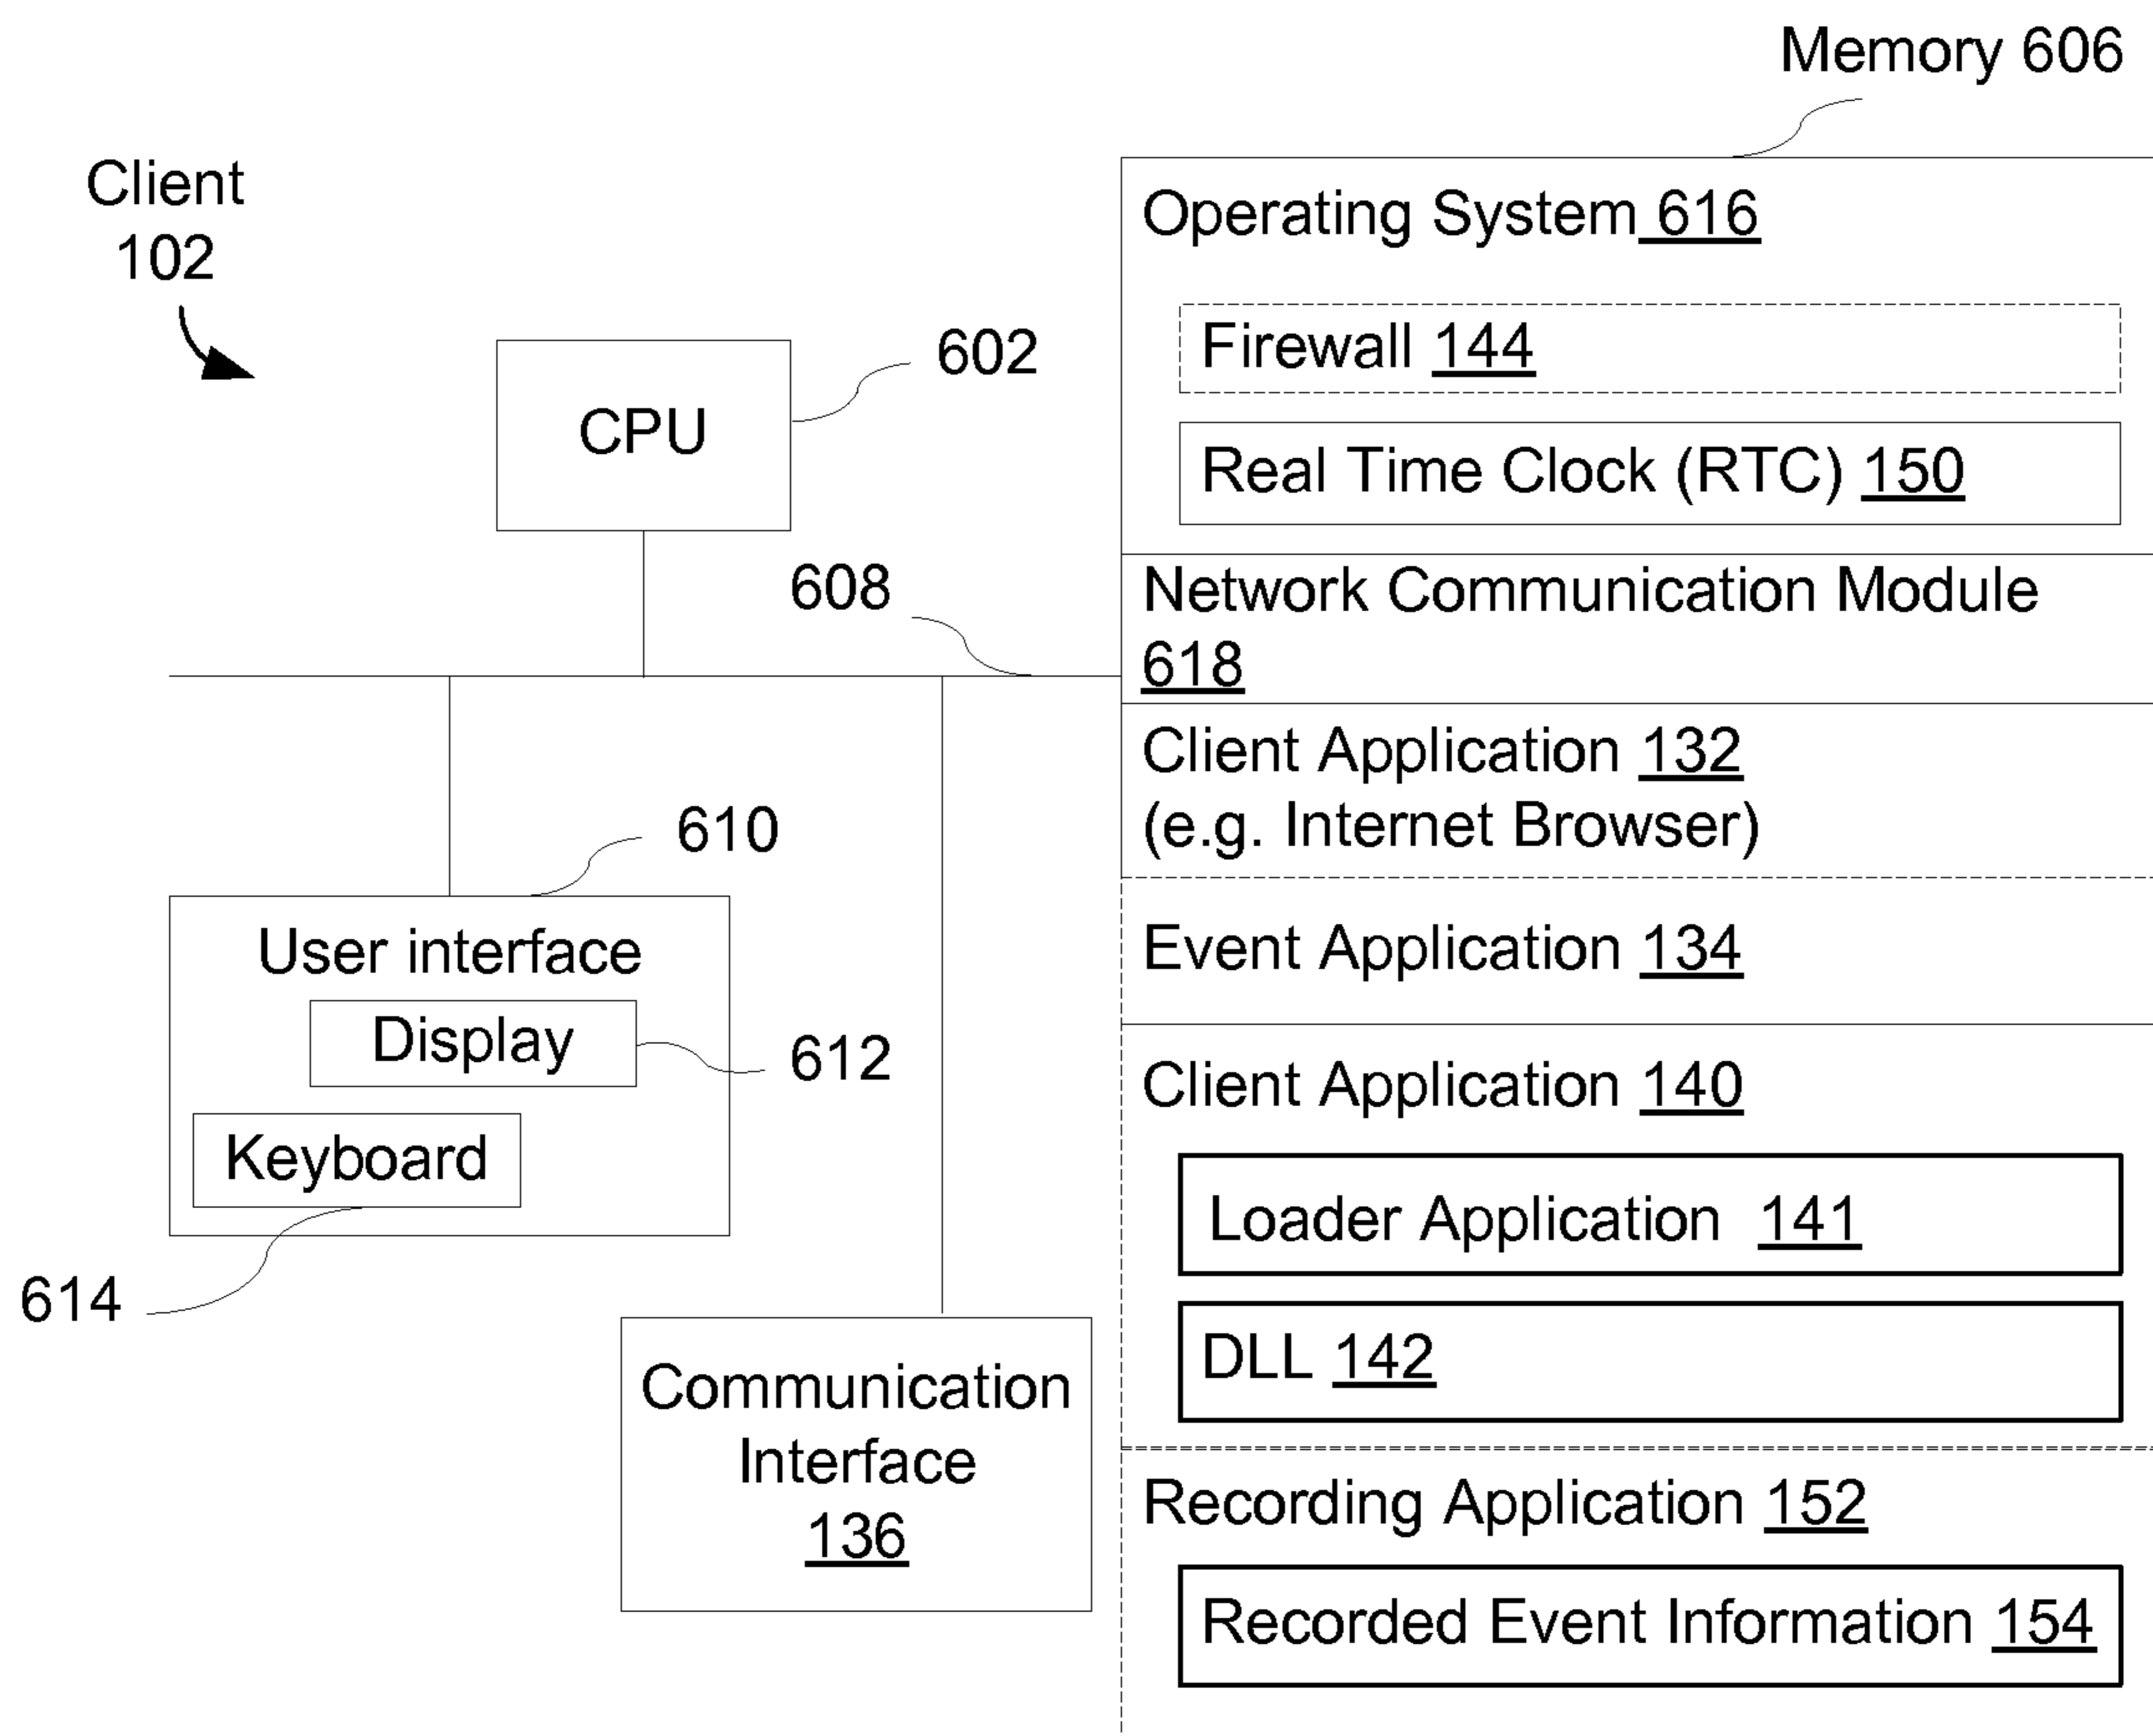 Memory 606
Client
102
602
CPU
608
610
User interface
Display
612
Keyboard
614
Communication
Interface
136
Operating System 616
Firewall 144
Real Time Clock (RTC) 150
Network Communication Module
618
Client Application 132
(e.g. Internet Browser)
Event Application 134
Client Application 140
Loader Application 141
DLL 142
Recording Application 152
Recorded Event Information 154